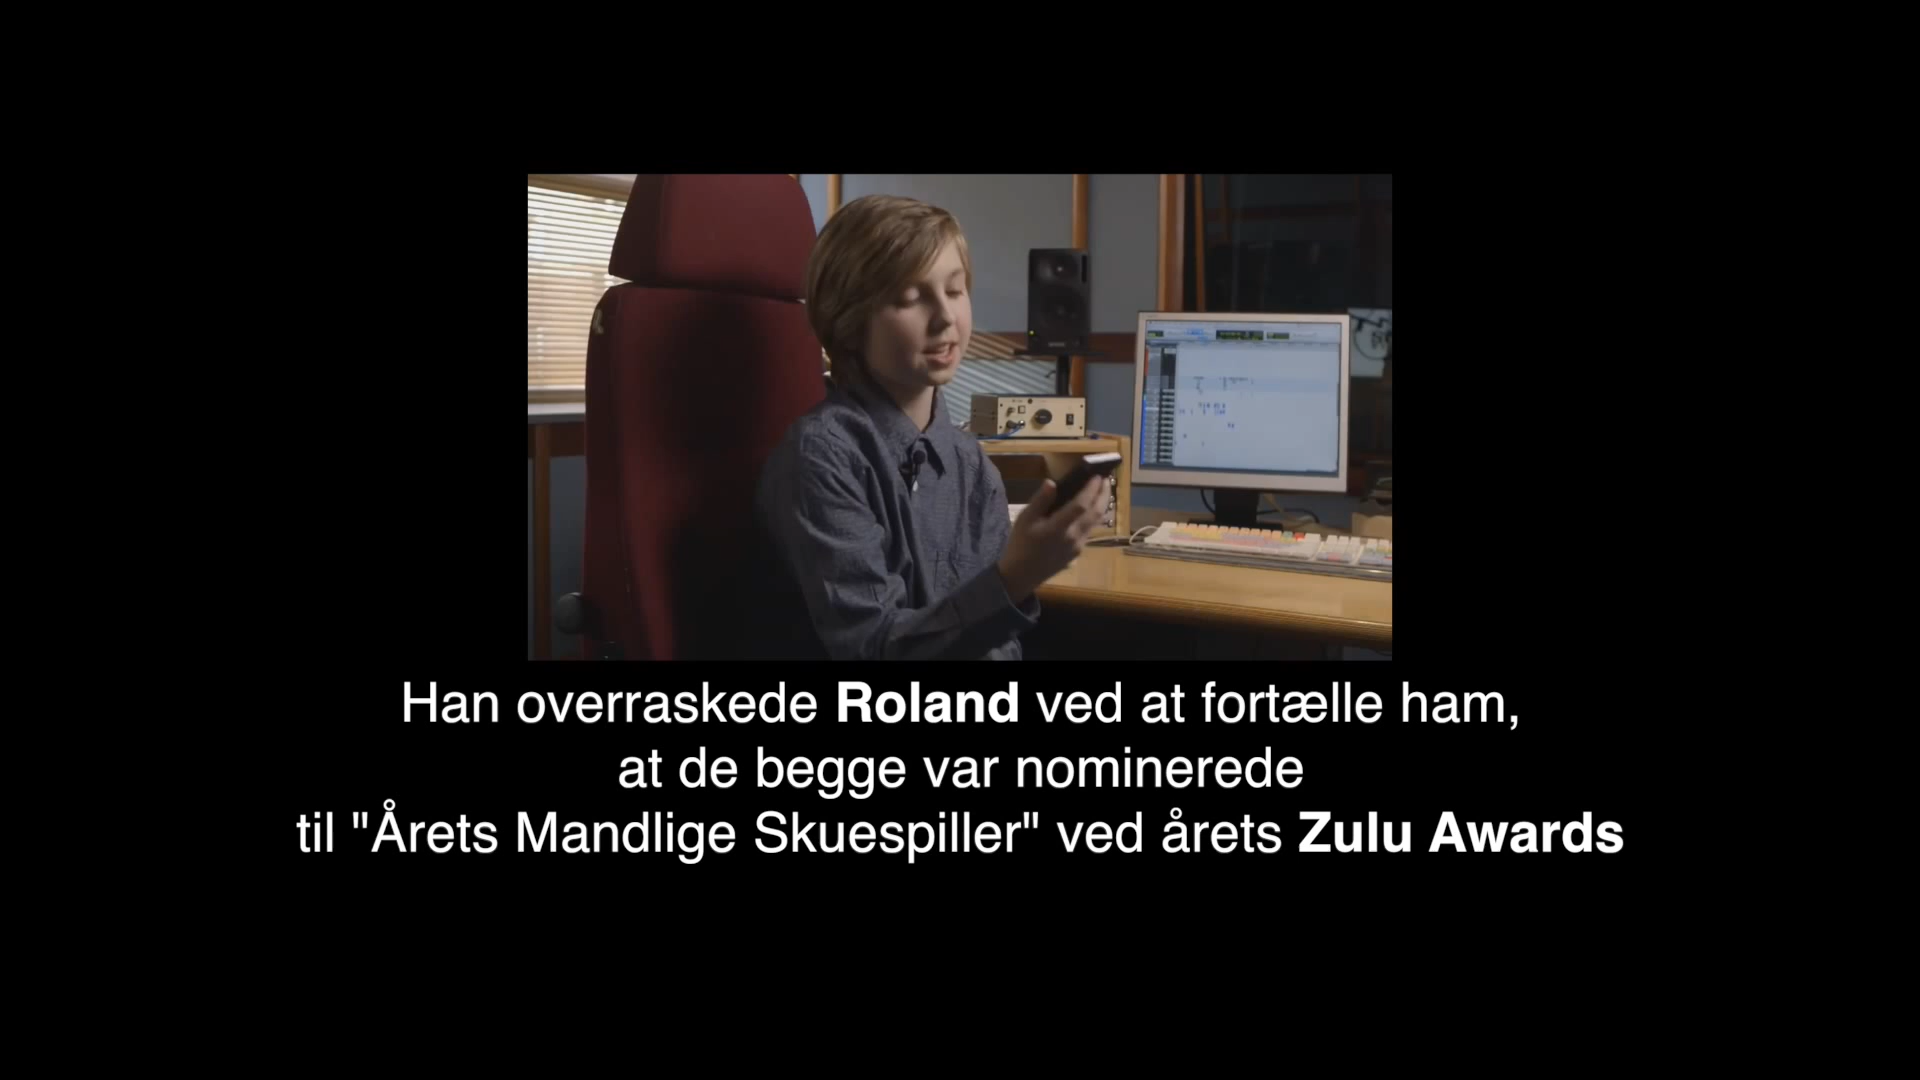 Han overraskede Roland ved at fortælle ham,
at de begge var nominerede
til "Årets Mandlige Skuespiller" ved årets Zulu Awards